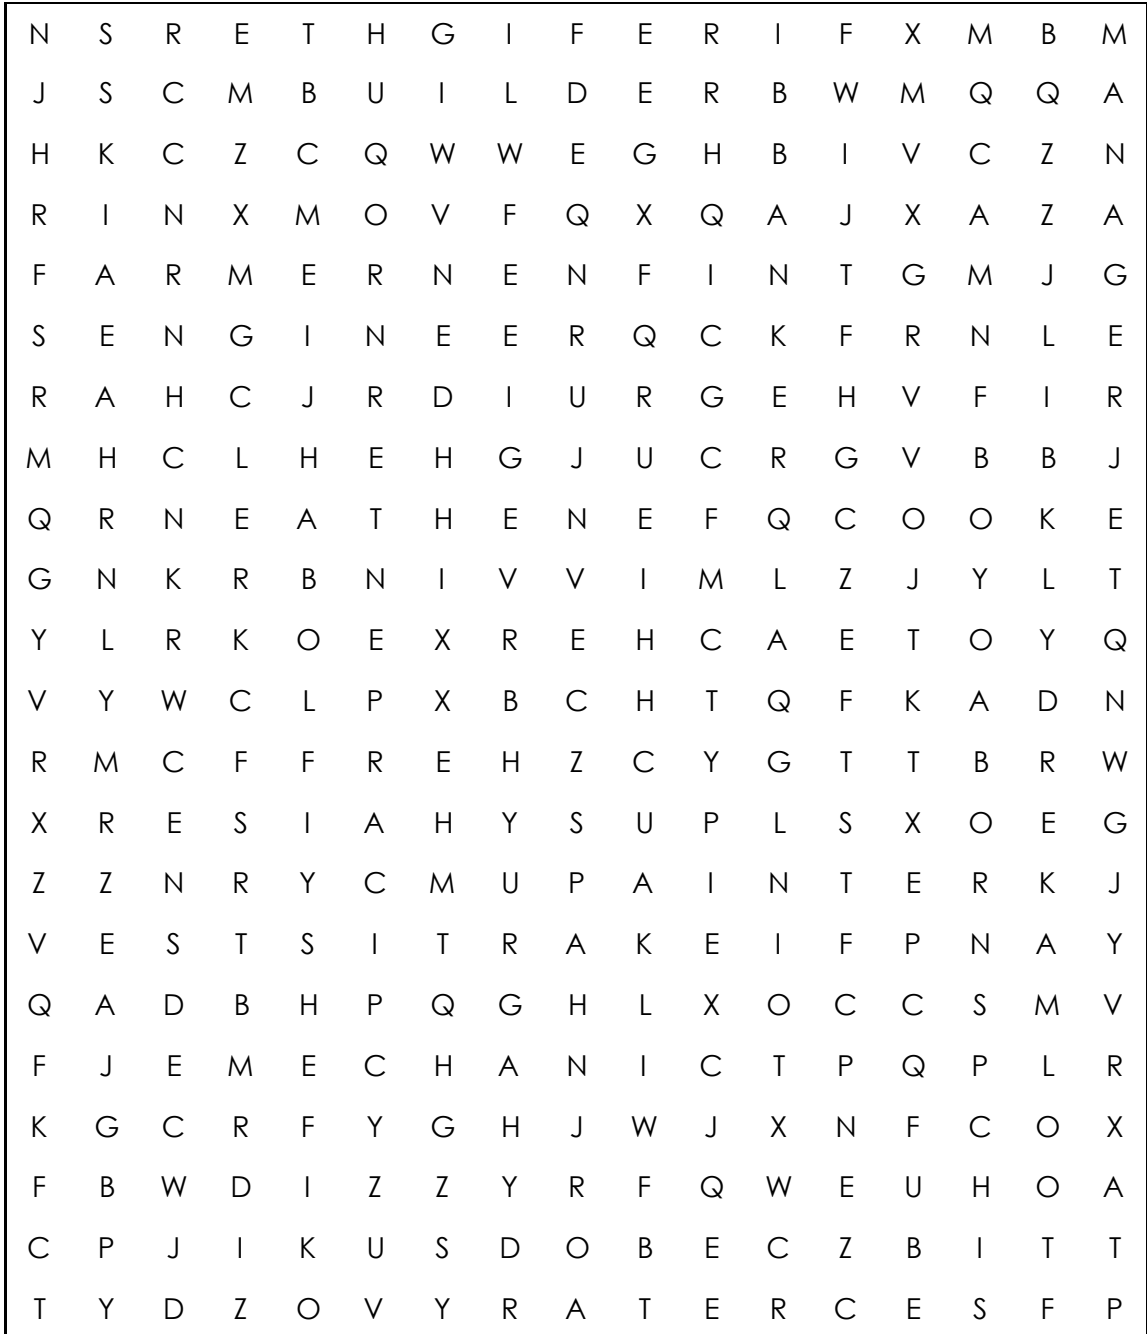 N S R E T H G I F E R I F X M B M
J S C M B U I L D E R B W M Q Q A
H K C Z C Q W W E G H B I V C Z N
R I N X M O V F Q X Q A J X A Z A
F A R M E R N E N F I N T G M J G
S E N G I N E E R Q C K F R N L E
R A H C J R D I U R G E H V F I R
M H C L H E H G J U C R G V B B J
Q R N E A T H E N E F Q C O O K E
G N K R B N I V V I M L Z J Y L T
Y L R K O E X R E H C A E T O Y Q
V Y W C L P X B C H T Q F K A D N
R M C F F R E H Z C Y G T T B R W
X R E S I A H Y S U P L S X O E G
Z Z N R Y C M U P A I N T E R K J
V E S T S I T R A K E I F P N A Y
Q A D B H P Q G H L X O C C S M V
F J E M E C H A N I C T P Q P L R
K G C R F Y G H J W J X N F C O X
F B W D I Z Z Y R F Q W E U H O A
C P J I K U S D O B E C Z B I T T
T Y D Z O V Y R A T E R C E S F P